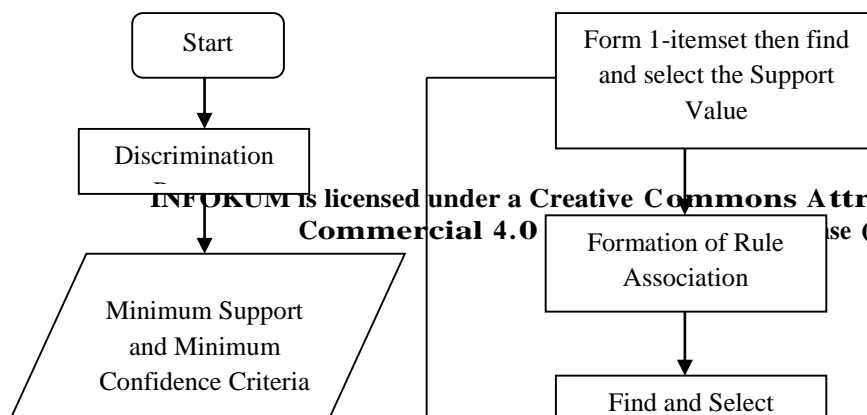 Start
Discrimination
Minimum Support
and Minimum
Confidence Criteria
Form 1-itemset then find
and select the Support
Value
INFOKUM is licensed under a Creative Commons Attr
Commercial 4.0
Formation of Rule
Association
Find and Select